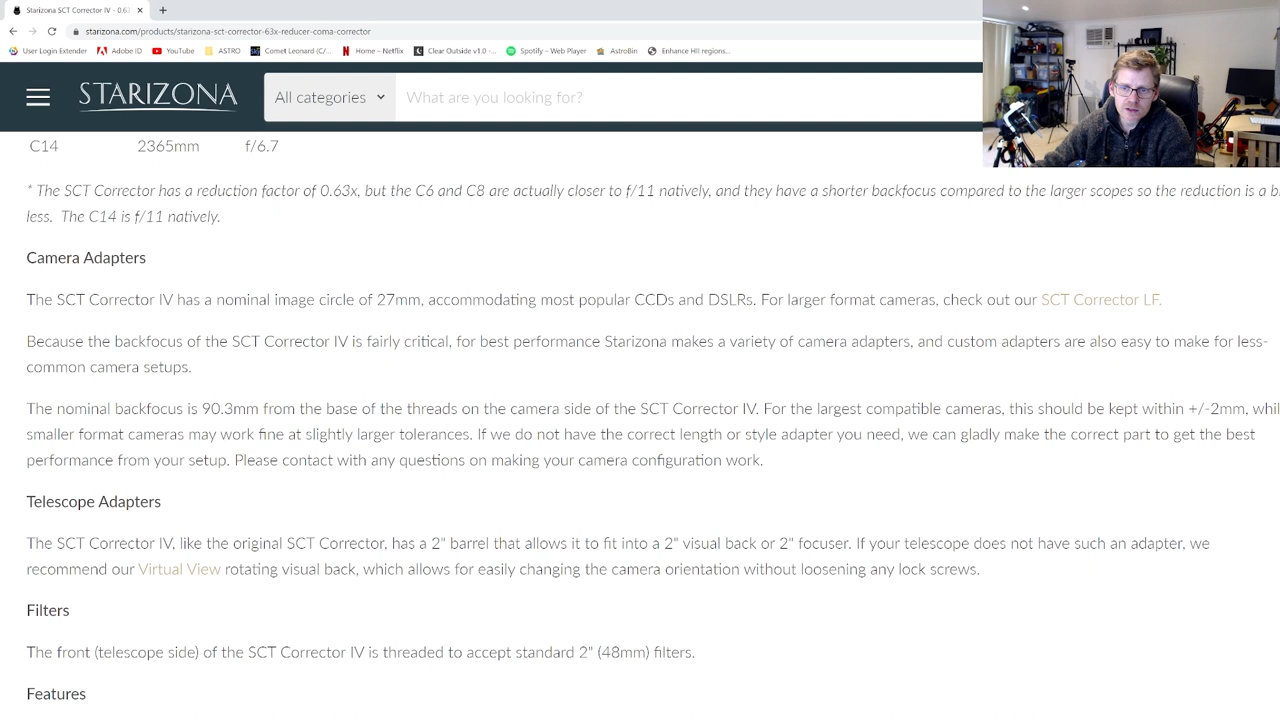 Starizona SCT Corrector IV - 0.63
starizona.com/products/starizona-sct-corrector-63x-reducer-coma-corrector
User Login Extender Adobe ID YouTube ASTRO Comet Leonard (C/... Home – Netflix Clear Outside v1.0 -... Spotify – Web Player AstroBin Enhance HII regions...
STARIZONA All categories What are you looking for?
C14 2365mm f/6.7
* The SCT Corrector has a reduction factor of 0.63x, but the C6 and C8 are actually closer to f/11 natively, and they have a shorter backfocus compared to the larger scopes so the reduction is a
less. The C14 is f/11 natively.
Camera Adapters
The SCT Corrector IV has a nominal image circle of 27mm, accommodating most popular CCDs and DSLRs. For larger format cameras, check out our SCT Corrector LF.
Because the backfocus of the SCT Corrector IV is fairly critical, for best performance Starizona makes a variety of camera adapters, and custom adapters are also easy to make for less-
common camera setups.
The nominal backfocus is 90.3mm from the base of the threads on the camera side of the SCT Corrector IV. For the largest compatible cameras, this should be kept within +/-2mm, whil
smaller format cameras may work fine at slightly larger tolerances. If we do not have the correct length or style adapter you need, we can gladly make the correct part to get the best
performance from your setup. Please contact with any questions on making your camera configuration work.
Telescope Adapters
The SCT Corrector IV, like the original SCT Corrector, has a 2" barrel that allows it to fit into a 2" visual back or 2" focuser. If your telescope does not have such an adapter, we
recommend our Virtual View rotating visual back, which allows for easily changing the camera orientation without loosening any lock screws.
Filters
The front (telescope side) of the SCT Corrector IV is threaded to accept standard 2" (48mm) filters.
Features